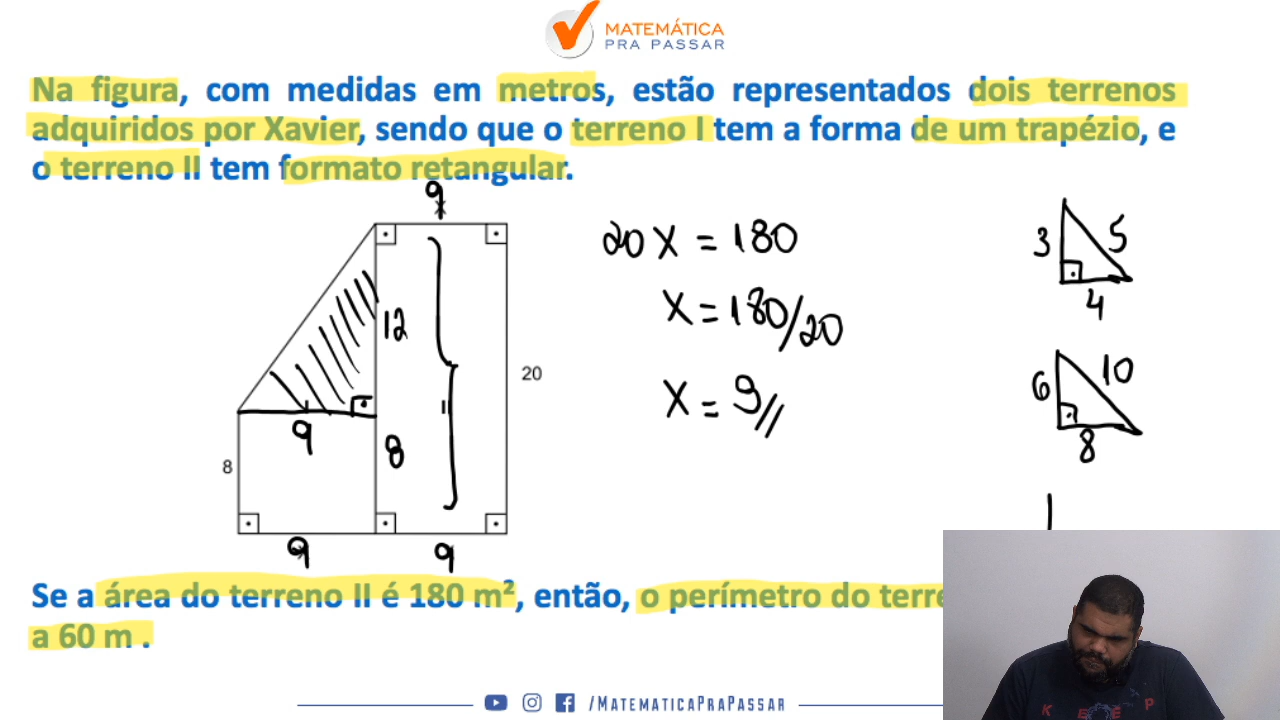 MATEMÁTICA
PRA PASSAR
Na figura, com medidas em metros, estão representados dois terrenos
adquiridos por Xavier, sendo que o terreno I tem a forma de um trapézio, e
o terreno II tem formato retangular.
9
20X = 180
X = 180/20
X = 9//
3 5
4
6 10
8
12
20
II
9
8
8
9
9
Se a área do terreno II é 180 m², então, o perímetro do terre
a 60 m .
/MATEMATICAPRAPASSAR
K E E P